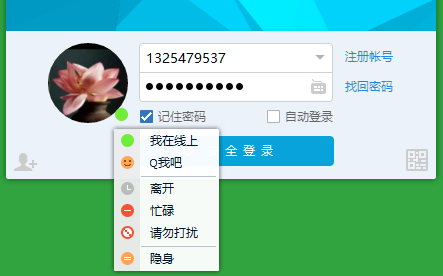 1325479537
注册帐号
●●●●●●●●●●
找回密码
记住密码
自动登录
我在线上
全 登 录
Q我吧
离开
忙碌
请勿打扰
隐身